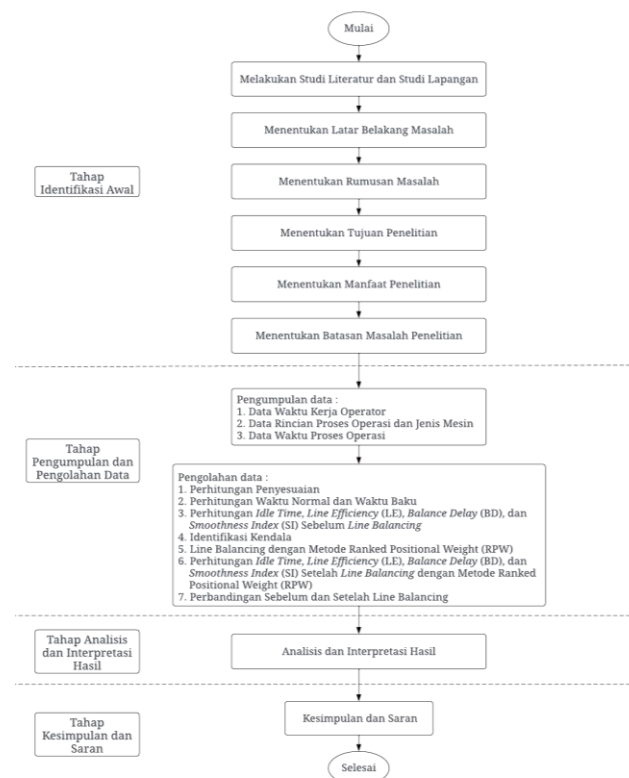 Mulai
Melakukan Studi Literatur dan Studi Lapangan
Menentukan Latar Belakang Masalah
Tahap
Identifikasi Awal
Menentukan Rumusan Masalah
Menentukan Tujuan Penelitian
Menentukan Manfaat Penelitian
Menentukan Batasan Masalah Penelitian
Tahap
Pengumpulan dan
Pengolahan Data
Pengumpulan data :
1. Data Waktu Kerja Operator
2. Data Rincian Proses Operasi dan Jenis Mesin
3. Data Waktu Proses Operasi
Pengolahan data :
1. Perhitungan Penyesuaian
2. Perhitungan Waktu Normal dan Waktu Baku
3. Perhitungan Idle Time, Line Efficiency (LE), Balance Delay (BD), dan
Smoothness Index (SI) Sebelum Line Balancing
4. Identifikasi Kendala
5. Line Balancing dengan Metode Ranked Positional Weight (RPW)
6. Perhitungan Idle Time, Line Efficiency (LE), Balance Delay (BD), dan
Smoothness Index (SI) Setelah Line Balancing dengan Metode Ranked
Positional Weight (RPW)
7. Perbandingan Sebelum dan Setelah Line Balancing
Tahap Analisis
dan Interpretasi
Hasil
Analisis dan Interpretasi Hasil
Tahap
Kesimpulan dan
Saran
Kesimpulan dan Saran
Selesai